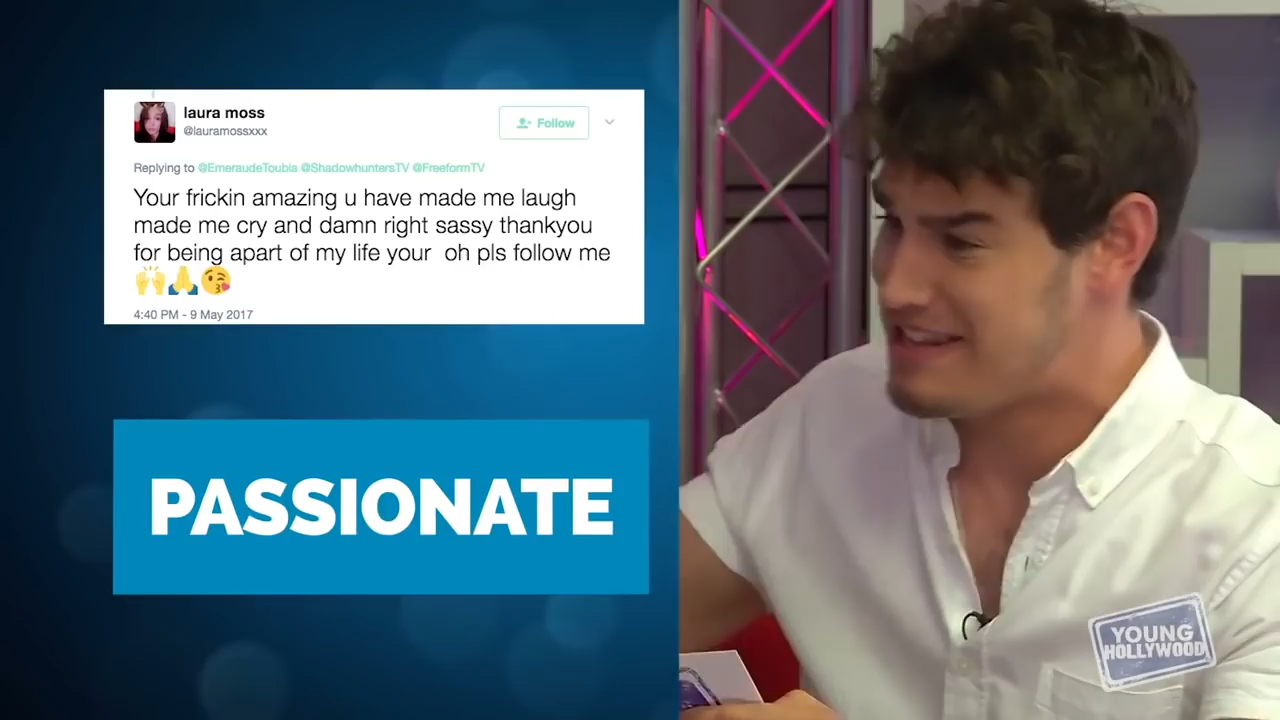 laura moss
@lauramossxxx
Follow
Replying to @EmeraudeToubia @ShadowhuntersTV @FreeformTV
Your frickin amazing u have made me laugh
made me cry and damn right sassy thankyou
for being apart of my life your oh pls follow me
🙌🙏😘
4:40 PM - 9 May 2017
PASSIONATE
YOUNG
HOLLYWOOD